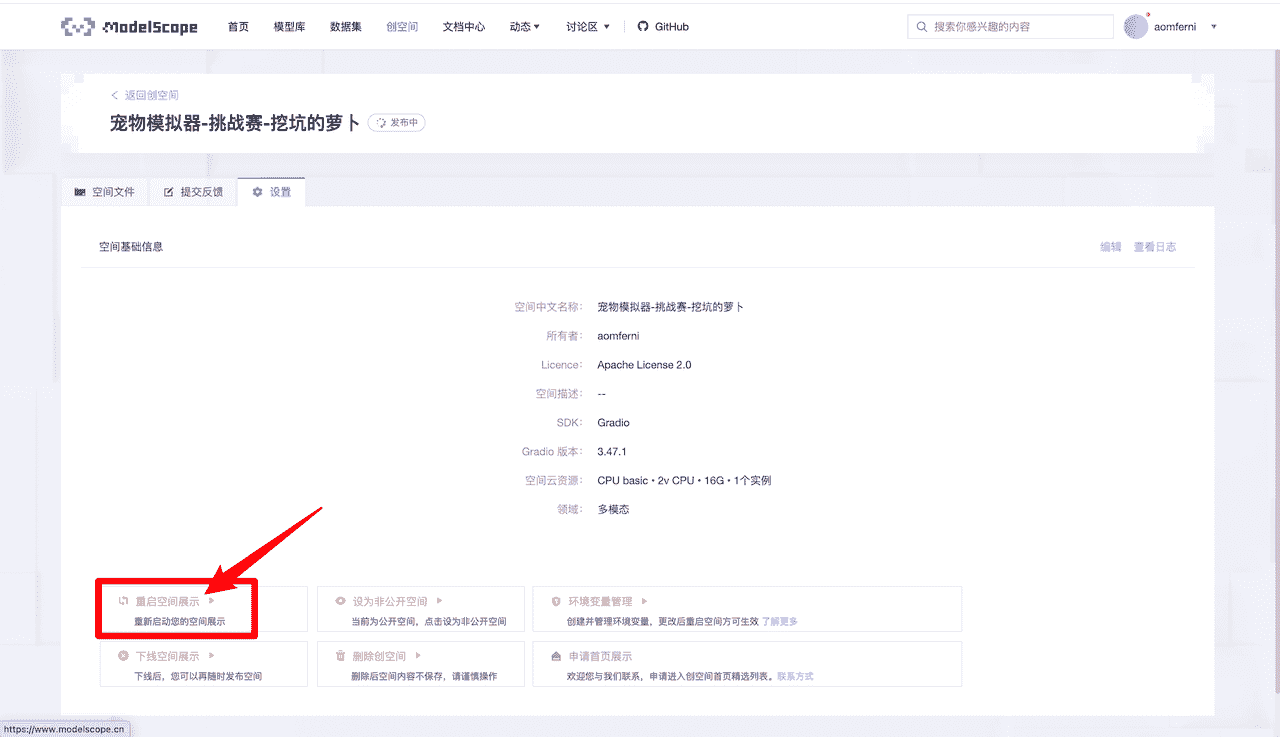 ModelScope 首页 模型库 数据集 创空间 文档中心 动态 讨论区 GitHub 搜索你感兴趣的内容 aomferni
返回创空间
宠物模拟器-挑战赛-挖坑的萝卜 发布中
空间文件 提交反馈 设置
空间基础信息 编辑 查看日志
空间中文名称: 宠物模拟器-挑战赛-挖坑的萝卜
所有者: aomferni
Licence: Apache License 2.0
空间描述: --
SDK: Gradio
Gradio 版本: 3.47.1
空间云资源: CPU basic • 2v CPU • 16G • 1个实例
领域: 多模态
重启空间展示 设为非公开空间 环境变量管理
重新启动您的空间展示 当前为公开空间，点击设为非公开空间 创建并管理环境变量，更改后重启空间方可生效 了解更多
下线空间展示 删除创空间 申请首页展示
下线后，您可以再随时发布空间 删除后空间内容不保存，请谨慎操作 欢迎您与我们联系，申请进入创空间首页精选列表。联系方式
https://www.modelscope.cn